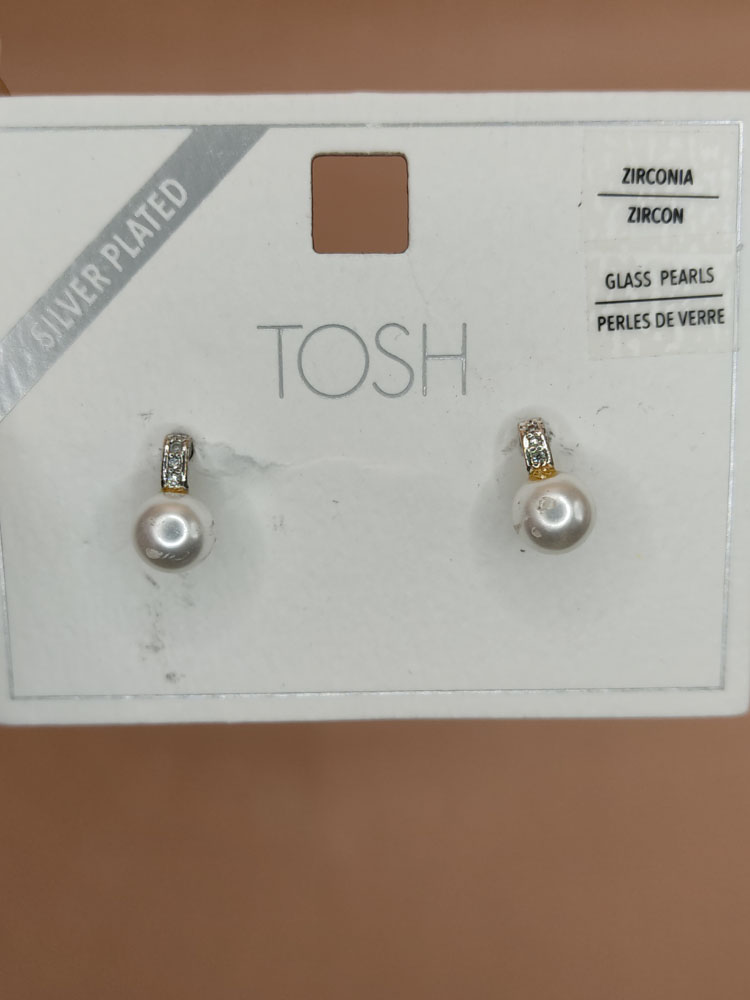 SILVER PLATED
ZIRCONIA
ZIRCON
GLASS PEARLS
PERLES DE VERRE
TOSH